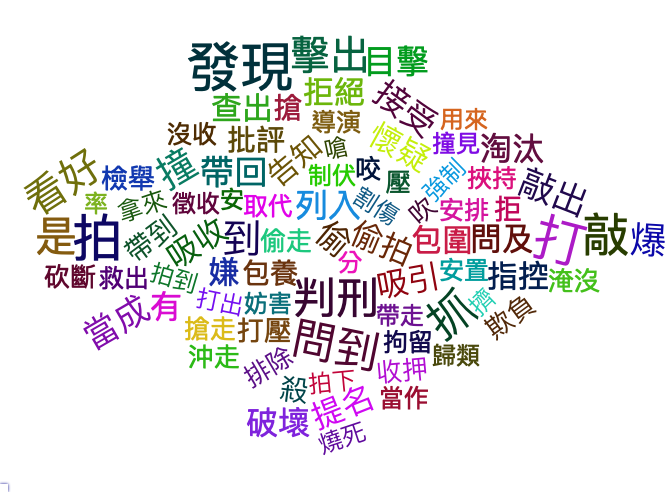 發現
擊出
目擊
查出
搶
拒絕
接受
用來
沒收
批評
導演
懷疑
撞見
淘汰
看好
檢舉
撞
帶回
告知
嗆
制伏
咬
壓
強制
挾持
敲出
率
拿來
徵收
安
取代
列入
割傷
吹
安排
拒
是
拍
帶到
吸收
到
偷走
偷偷拍
包圍
問及
打
敲
爆
砍斷
救出
拍到
嫌
包養
分
吸引
安置
指控
淹沒
當成
有
打出
妨害
判刑
帶走
抓
擠
欺負
搶走
打壓
問到
拘留
歸類
沖走
排除
殺
拍下
收押
當作
破壞
提名
燒死